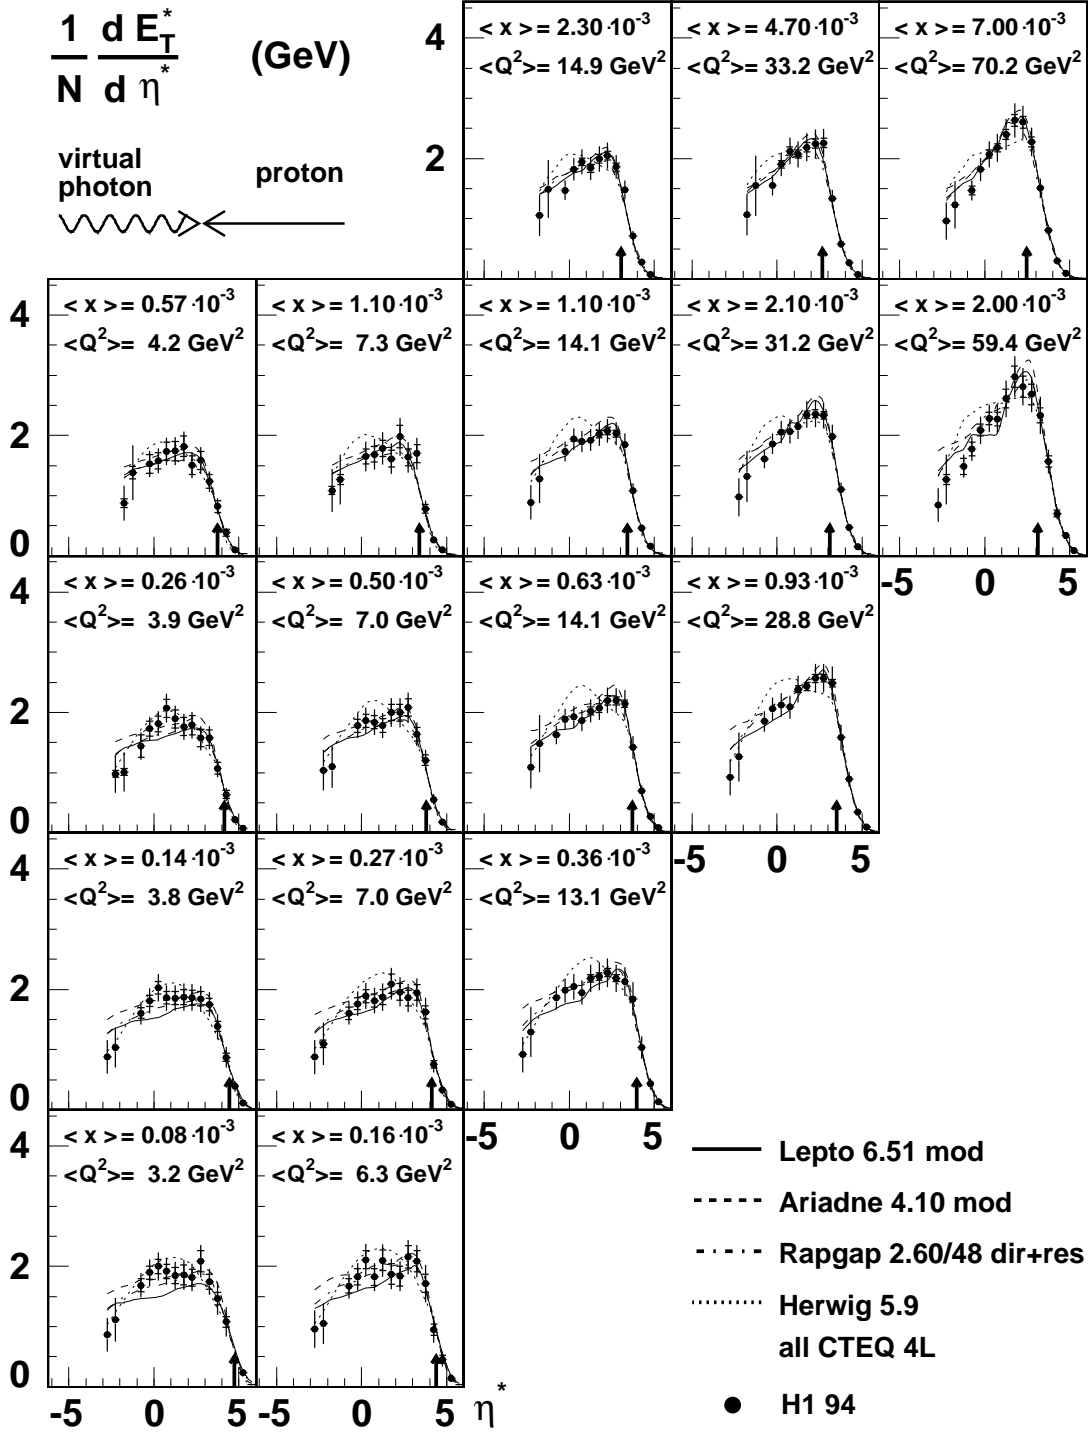 1/N d E*T / d η* (GeV)
virtual photon
proton
4
2
< x >= 2.30·10⁻³
<Q²>= 14.9 GeV²
< x >= 4.70·10⁻³
<Q²>= 33.2 GeV²
< x >= 7.00·10⁻³
<Q²>= 70.2 GeV²
4
2
0
< x >= 0.57·10⁻³
<Q²>= 4.2 GeV²
< x >= 1.10·10⁻³
<Q²>= 7.3 GeV²
< x >= 1.10·10⁻³
<Q²>= 14.1 GeV²
< x >= 2.10·10⁻³
<Q²>= 31.2 GeV²
< x >= 2.00·10⁻³
<Q²>= 59.4 GeV²
-5 0 5
4
2
0
< x >= 0.26·10⁻³
<Q²>= 3.9 GeV²
< x >= 0.50·10⁻³
<Q²>= 7.0 GeV²
< x >= 0.63·10⁻³
<Q²>= 14.1 GeV²
< x >= 0.93·10⁻³
<Q²>= 28.8 GeV²
-5 0 5
4
2
0
< x >= 0.14·10⁻³
<Q²>= 3.8 GeV²
< x >= 0.27·10⁻³
<Q²>= 7.0 GeV²
< x >= 0.36·10⁻³
<Q²>= 13.1 GeV²
-5 0 5
4
2
0
< x >= 0.08·10⁻³
<Q²>= 3.2 GeV²
< x >= 0.16·10⁻³
<Q²>= 6.3 GeV²
-5 0 5 -5 0 5 η*
Lepto 6.51 mod
Ariadne 4.10 mod
Rapgap 2.60/48 dir+res
Herwig 5.9
all CTEQ 4L
H1 94